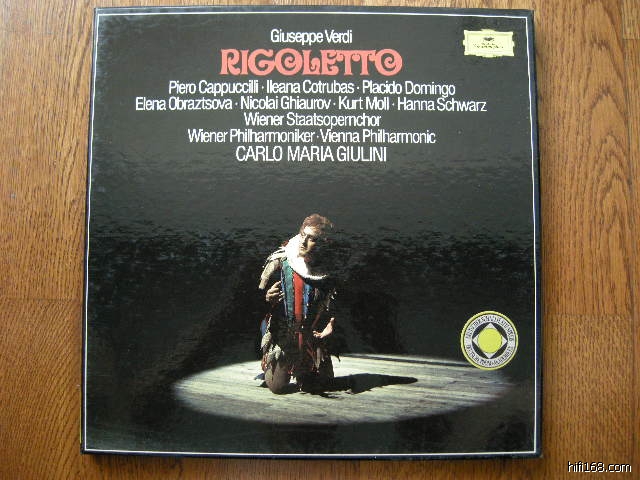 Giuseppe Verdi
RIGOLETTO
Piero Cappuccilli · Ileana Cotrubas · Placido Domingo
Elena Obraztsova · Nicolai Ghiaurov · Kurt Moll · Hanna Schwarz
Wiener Staatsopernchor
Wiener Philharmoniker · Vienna Philharmonic
CARLO MARIA GIULINI
hifi168.com